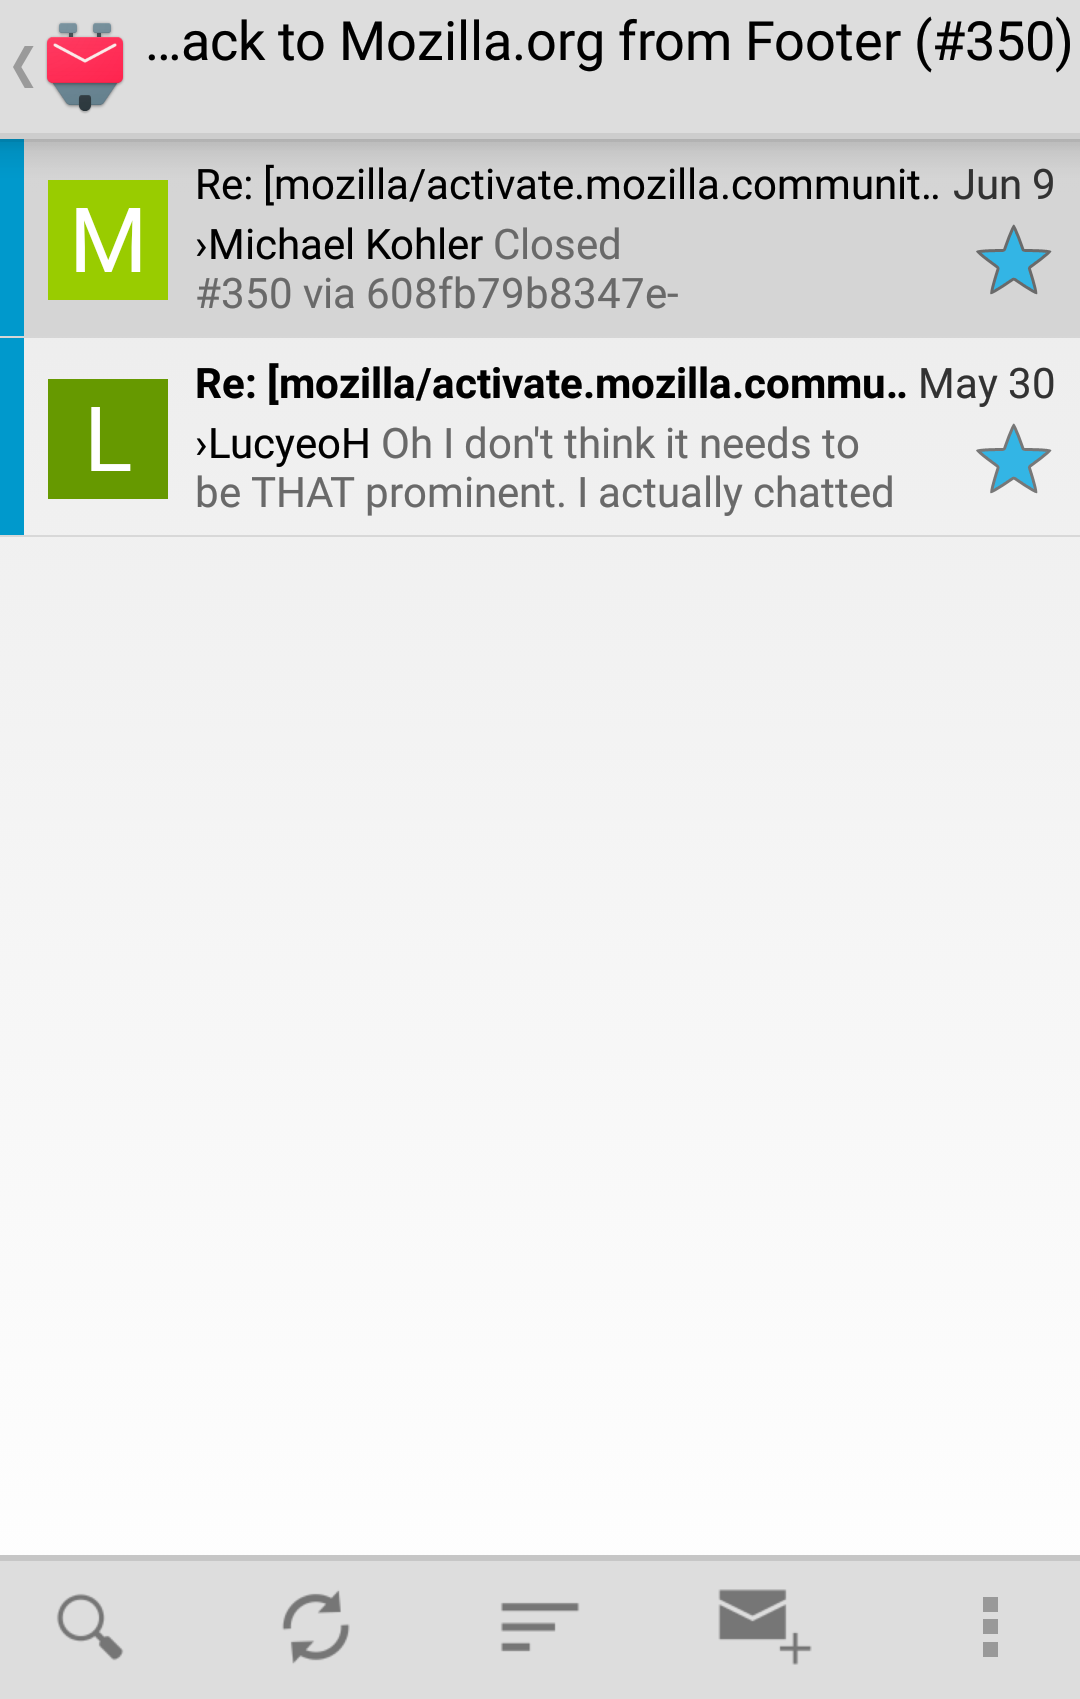 …ack to Mozilla.org from Footer (#350)
M
Re: [mozilla/activate.mozilla.communit.. Jun 9
›Michael Kohler Closed
#350 via 608fb79b8347e-
L
Re: [mozilla/activate.mozilla.commu.. May 30
›LucyeoH Oh I don't think it needs to
be THAT prominent. I actually chatted